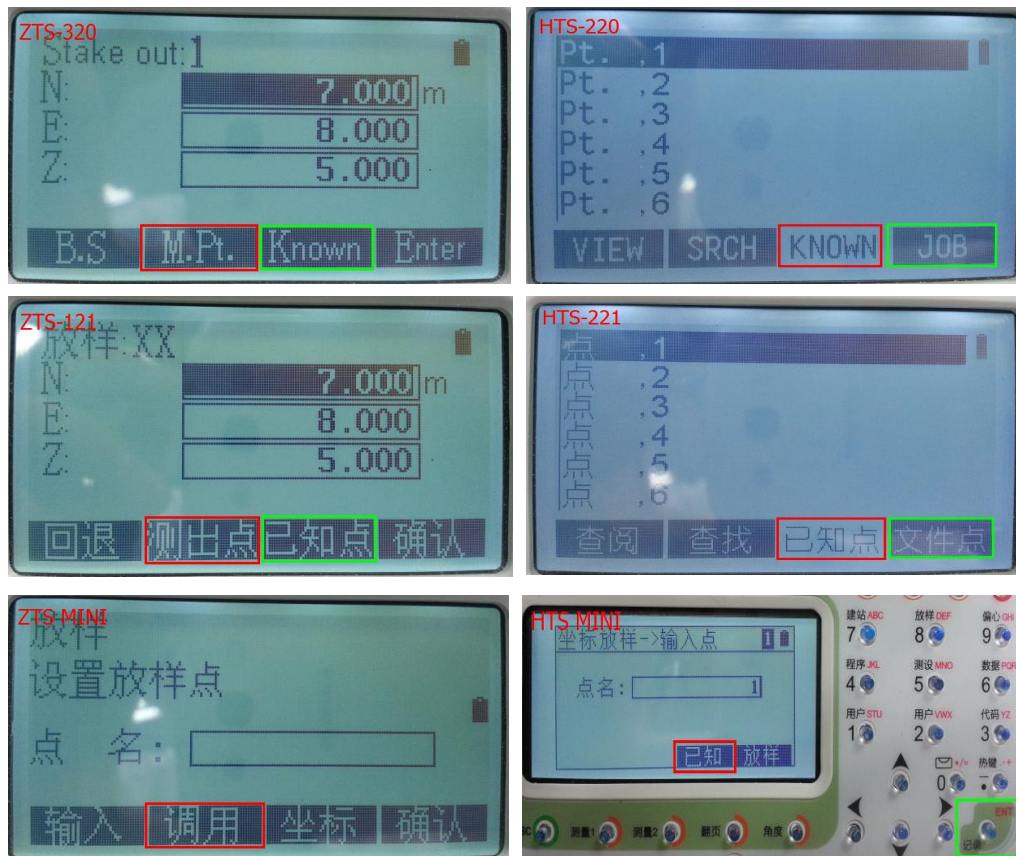 ZTS-320
Stake out:1
N: 7.000 m
E: 8.000
Z: 5.000
B.S M.Pt. Known Enter
HTS-220
Pt. ,1
Pt. ,2
Pt. ,3
Pt. ,4
Pt. ,5
Pt. ,6
VIEW SRCH KNOWN JOB
ZTS-121
放样:XX
N: 7.000 m
E: 8.000
Z: 5.000
回退 测出点 已知点 确认
HTS-221
点 ,1
点 ,2
点 ,3
点 ,4
点 ,5
点 ,6
查阅 查找 已知点 文件点
ZTS MINI
放样
设置放样点
点 名:
输入 调用 坐标 确认
HTS MINI
坐标放样->输入点 1
点名: 1
已知 放样
建站 ABC 放样 DEF 偏心 GHI
7 8 9
程序 JKL 测设 MNO 数据 PQR
4 5 6
用户 STU 用户 VWX 代码 YZ
1 2 3
*/= 热键 .-+
0
ENT
记录
测量1 测量2 翻页 角度